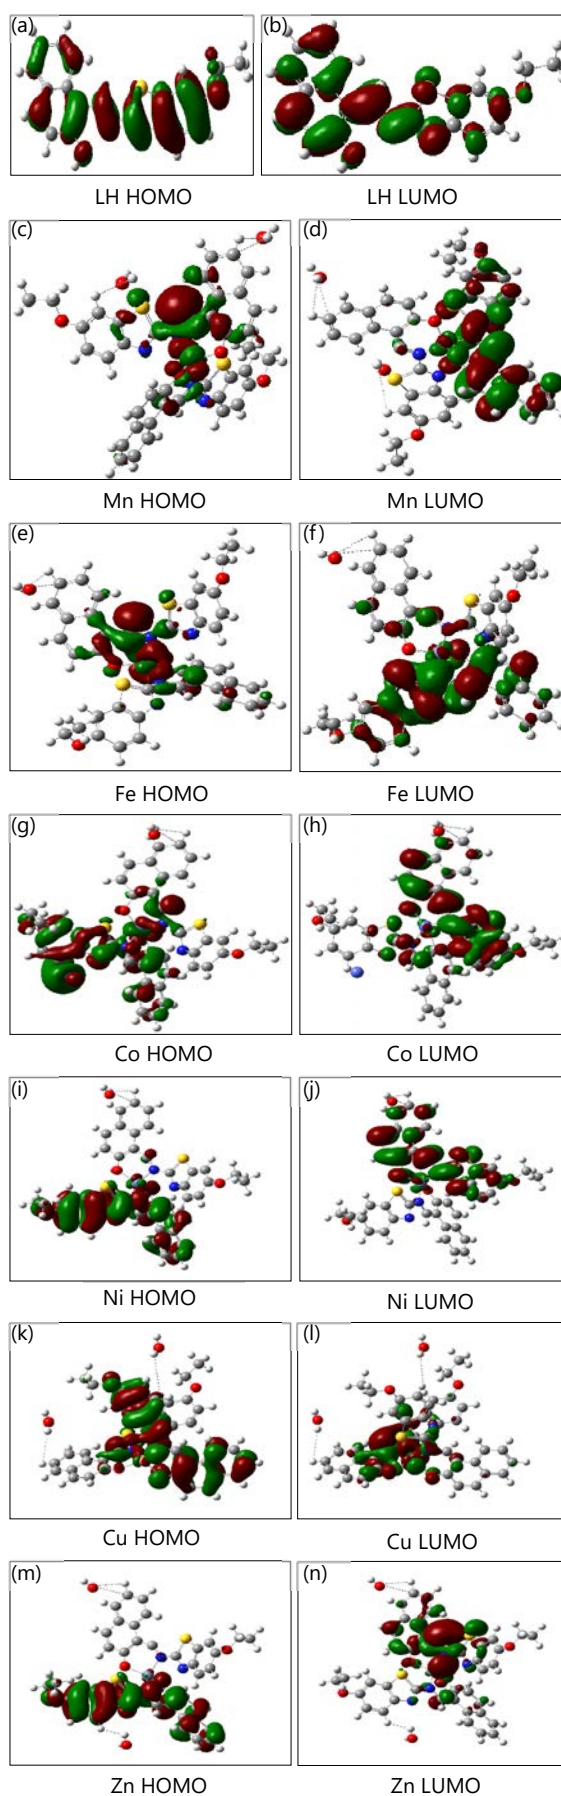 (a) (b)
LH HOMO LH LUMO
(c) (d)
Mn HOMO Mn LUMO
(e) (f)
Fe HOMO Fe LUMO
(g) (h)
Co HOMO Co LUMO
(i) (j)
Ni HOMO Ni LUMO
(k) (l)
Cu HOMO Cu LUMO
(m) (n)
Zn HOMO Zn LUMO